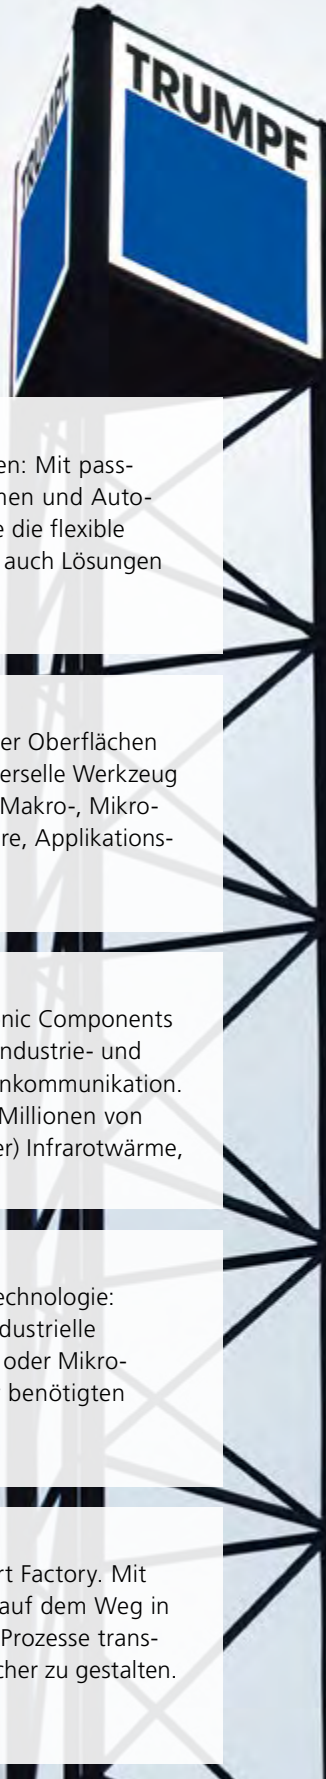 TRUMPF
TRUMPF
en: Mit pass-
nen und Auto-
e die flexible
auch Lösungen
er Oberflächen
erselle Werkzeug
Makro-, Mikro-
re, Applikations-
nic Components
ndustrie- und
nkommunikation.
Millionen von
er) Infrarotwärme,
echnologie:
dustrielle
oder Mikro-
benötigten
rt Factory. Mit
auf dem Weg in
Prozesse trans-
cher zu gestalten.